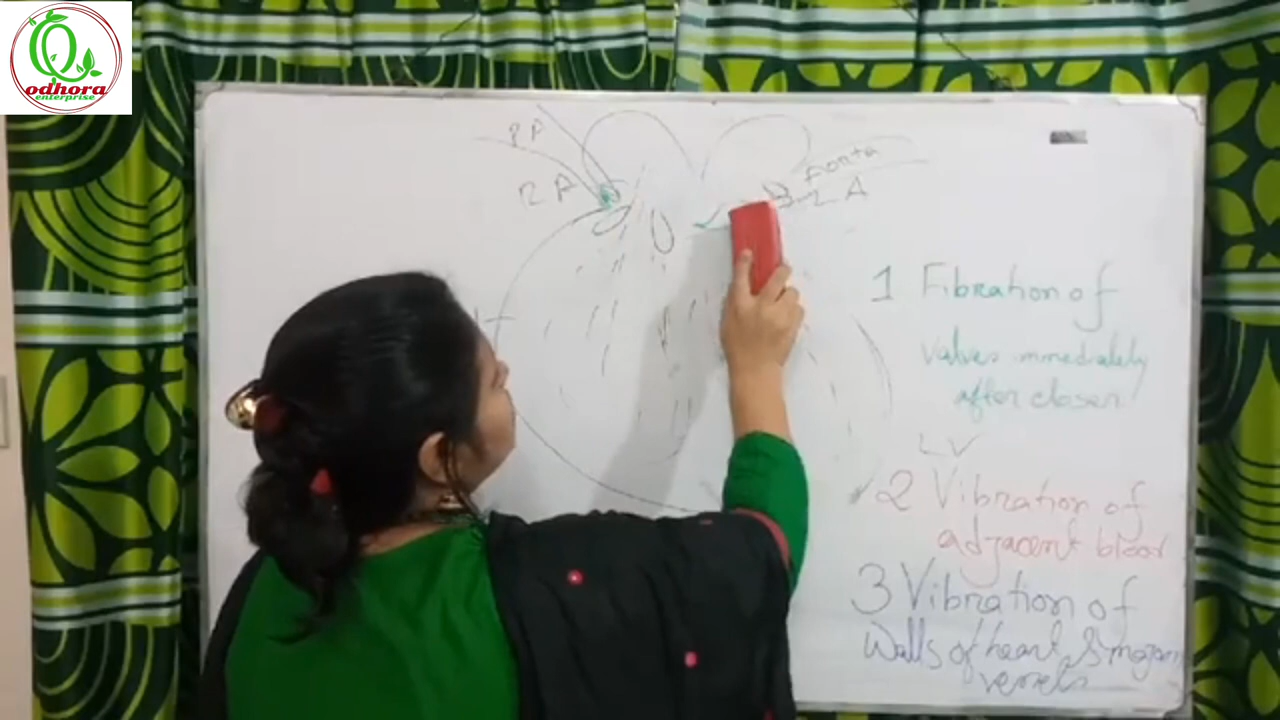 odhora
enterprise
PP
RA
Aorta
LA
1 Fibration of
valves immediately
after closer
LV
2 Vibration of
adjacent blood
3 Vibration of
Walls of heart & major
vessels